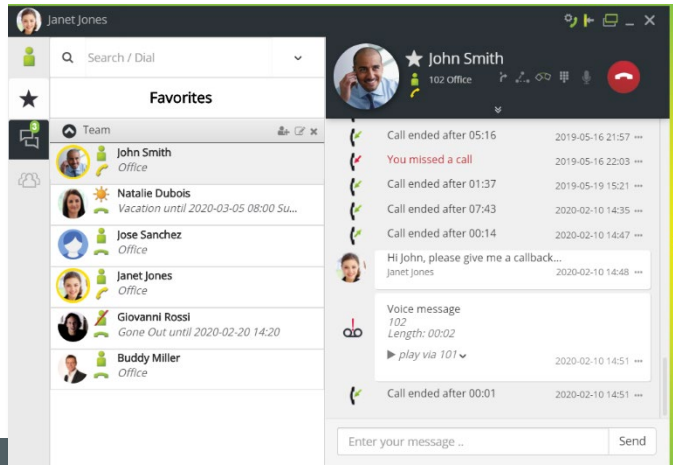 Janet Jones
Search / Dial
Favorites
Team
John Smith
Office
Natalie Dubois
Vacation until 2020-03-05 08:00 Su...
Jose Sanchez
Office
Janet Jones
Office
Giovanni Rossi
Gone Out until 2020-02-20 14:20
Buddy Miller
Office
3
John Smith
102 Office
Call ended after 05:16 2019-05-16 21:57
You missed a call 2019-05-16 22:03
Call ended after 01:37 2019-05-19 15:21
Call ended after 07:43 2020-02-10 14:35
Call ended after 00:14 2020-02-10 14:47
Hi John, please give me a callback...
Janet Jones 2020-02-10 14:48
Voice message
102
Length: 00:02
play via 101
2020-02-10 14:51
Call ended after 00:01 2020-02-10 14:51
Enter your message .. Send